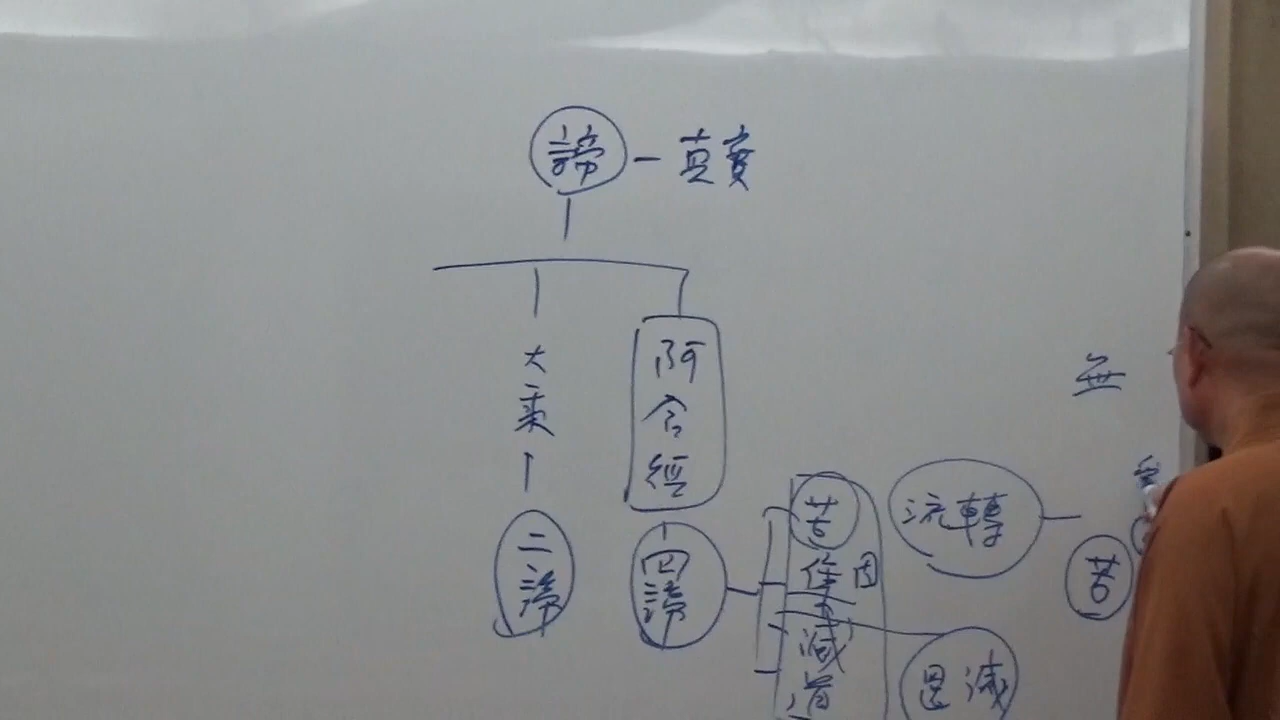 諦 — 真實
大乘 — 二諦
阿含經 — 四諦
苦
集 因
滅
道
流轉 —
還滅
無
苦